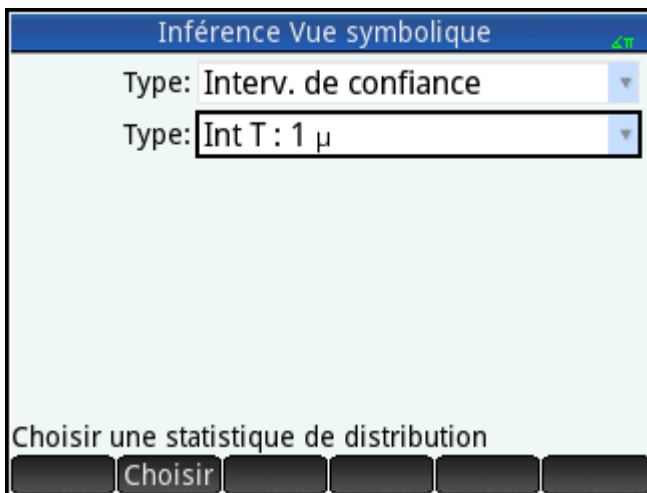 Inférence Vue symbolique
∡π
Type: Interv. de confiance
Type: Int T : 1 μ
Choisir une statistique de distribution
Choisir